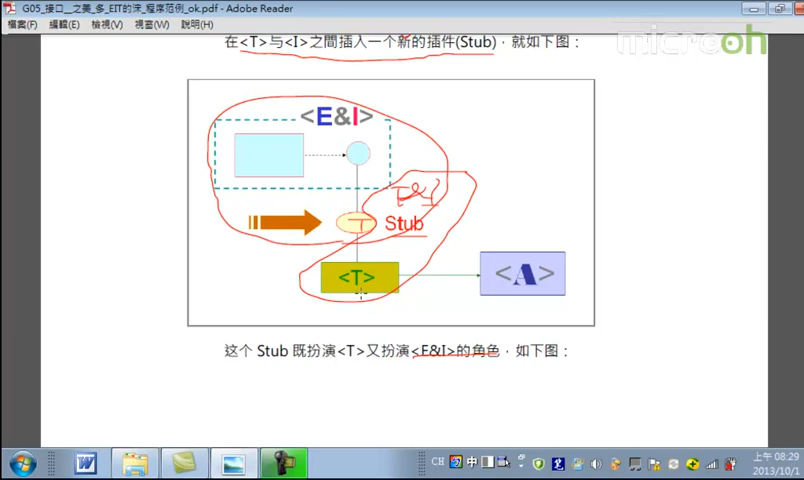 G05_接口__之美_多_EIT的深_程序范例_ok.pdf - Adobe Reader
檔案(F) 編輯(E) 檢視(V) 視窗(W) 說明(H)
microoh
在<T>与<I>之間插入一个新的插件(Stub)，就如下图：
<E&I>
E&I
T
Stub
<T>
<A>
这个 Stub 既扮演<T>又扮演<E&I>的角色，如下图：
CH 中
上午 08:29
2013/10/1